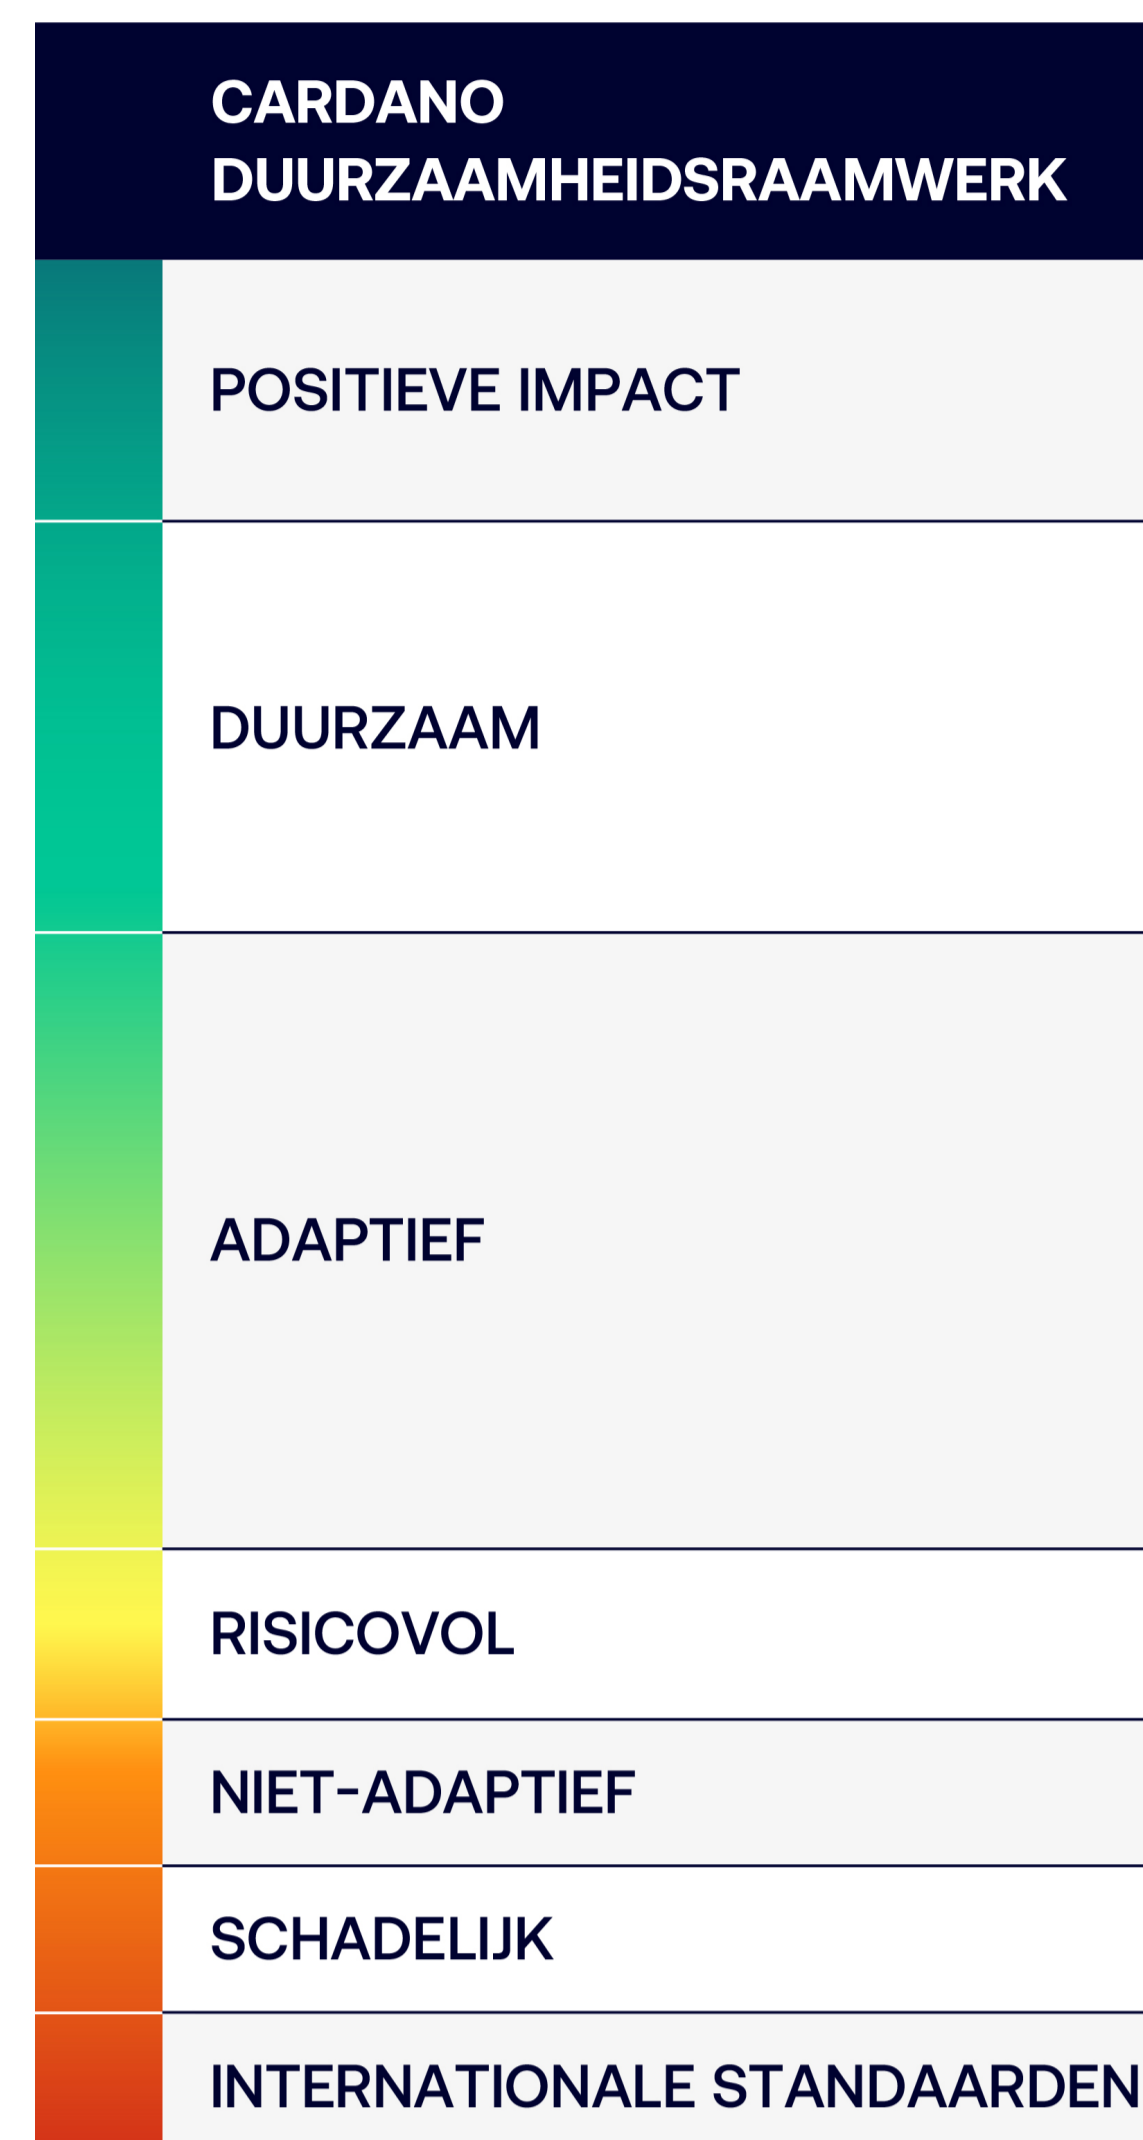 CARDANO
DUURZAAMHEIDSRAAMWERK
POSITIEVE IMPACT
DUURZAAM
ADAPTIEF
RISICOVOL
NIET-ADAPTIEF
SCHADELIJK
INTERNATIONALE STANDAARDEN